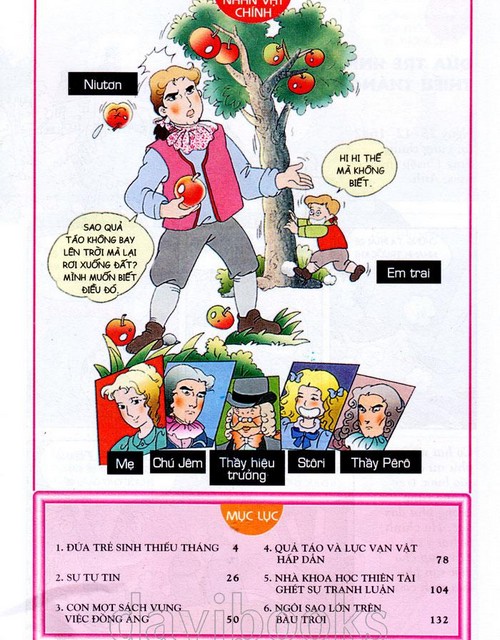 NHÂN VẬT
CHÍNH
Niutơn
HI HI THẾ
MÀ KHÔNG
BIẾT.
SAO QUẢ
TÁO KHÔNG BAY
LÊN TRỜI MÀ LẠI
RƠI XUỐNG ĐẤT?
MÌNH MUỐN BIẾT
ĐIỀU ĐÓ.
Em trai
Mẹ
Chú Jêm
Thầy hiệu
trưởng
Stôri
Thầy Pêrô
MỤC LỤC
1. ĐỨA TRẺ SINH THIẾU THÁNG 4
2. SỰ TỰ TIN 26
3. CON MỌT SÁCH VÙNG
VIỆC ĐỒNG ÁNG 50
4. QUẢ TÁO VÀ LỰC VẠN VẬT
HẤP DẪN 78
5. NHÀ KHOA HỌC THIÊN TÀI
GHÉT SỰ TRANH LUẬN 104
6. NGÔI SAO LỚN TRÊN
BẦU TRỜI 132
davibooks